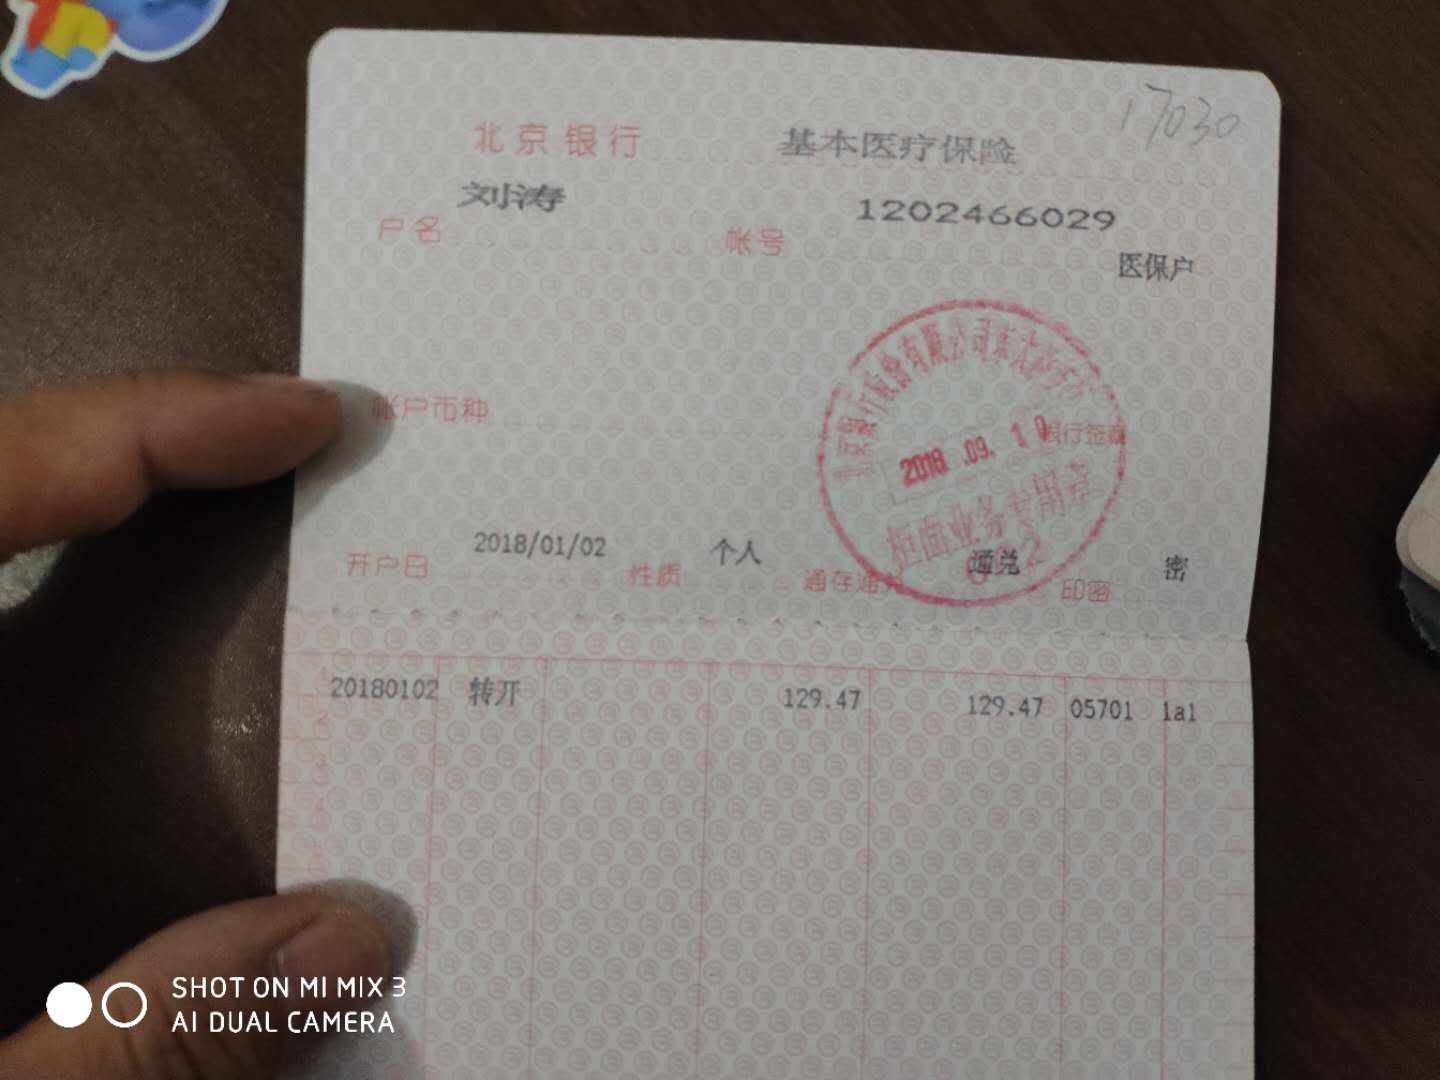 17030
北京银行 基本医疗保险
刘涛
户名 帐号 1202466029
医保户
北京银行股份有限公司
帐户币种
2018.09.10 银行签章
柜面业务专用章
开户日 2018/01/02 性质 个人 通存通兑 通兑 印密 密
1 20180102 转开 129.47 129.47 05701 1a1
2
3
4
5
SHOT ON MI MIX 3
AI DUAL CAMERA